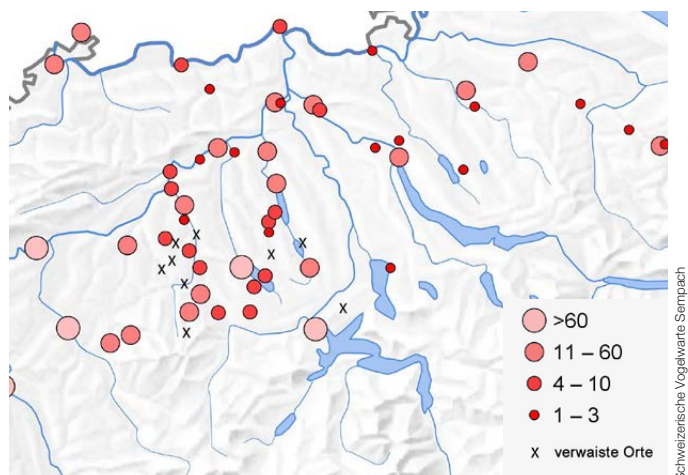 >60
11 – 60
4 – 10
1 – 3
x verwaiste Orte
Schweizerische Vogelwarte Sempach